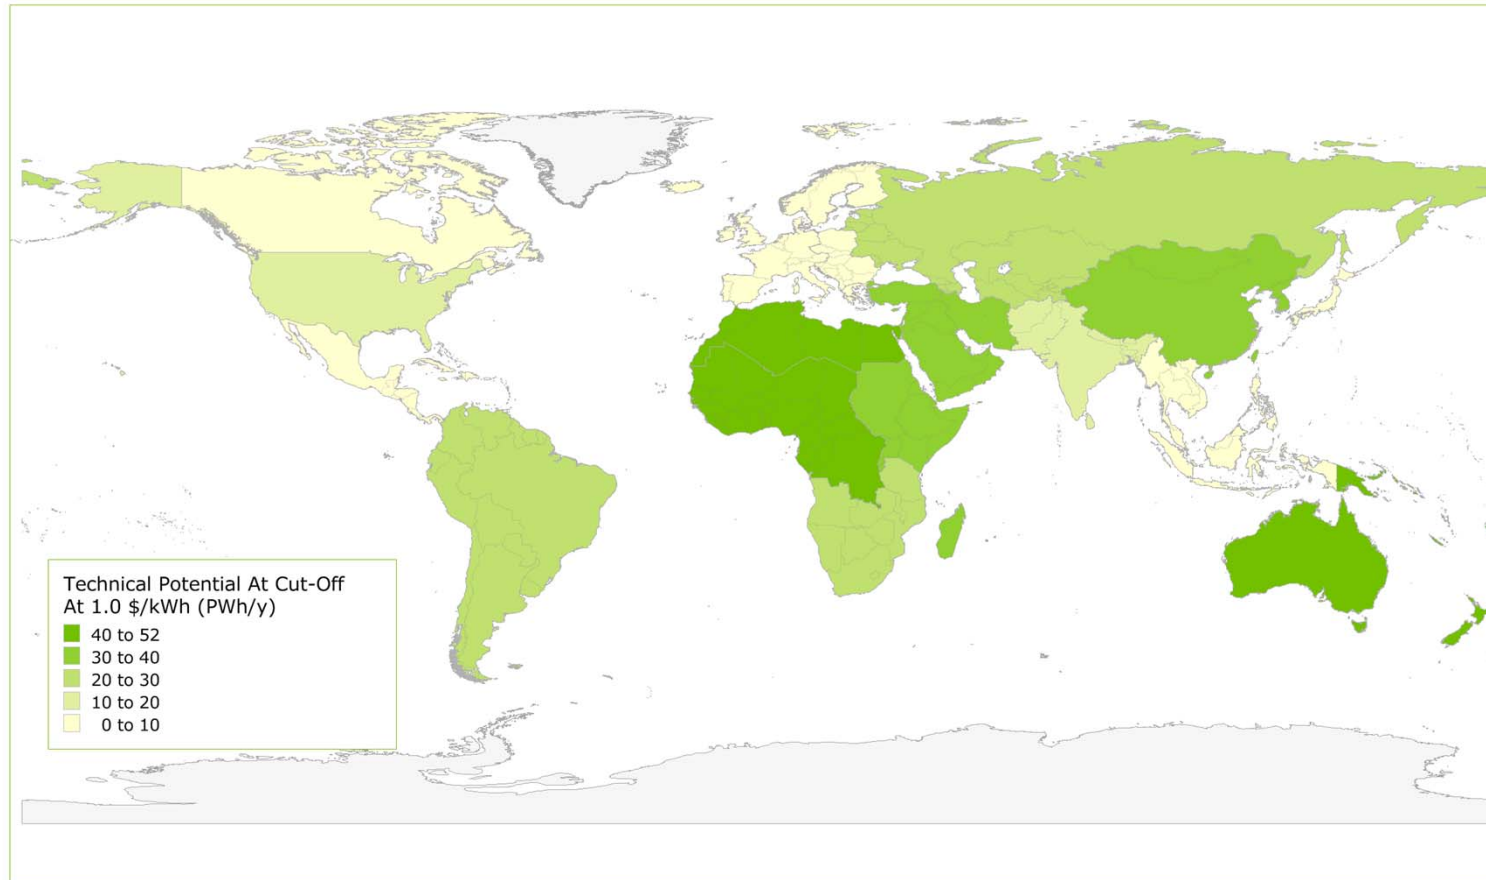 Technical Potential At Cut-Off
At 1.0 $/kWh (PWh/y)
40 to 52
30 to 40
20 to 30
10 to 20
0 to 10